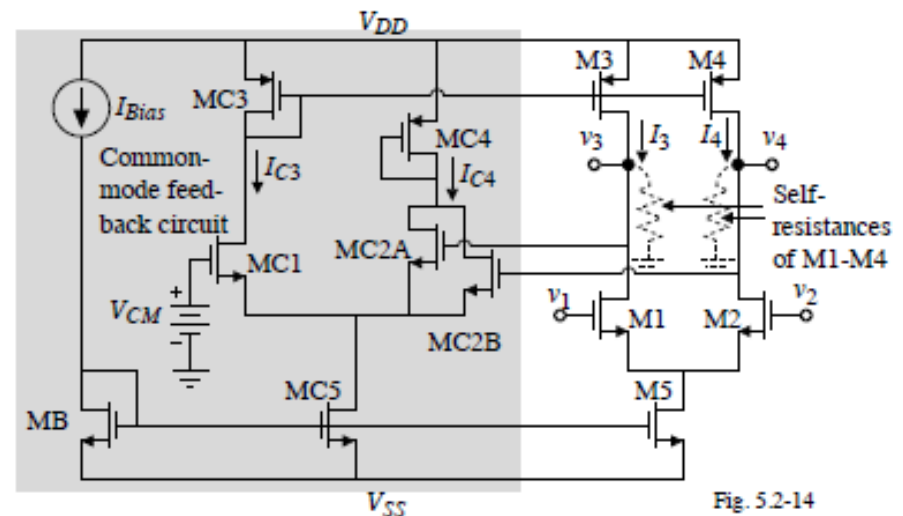 V_DD
M3
M4
MC3
I_Bias
MC4
v_3
I_3
I_4
v_4
Common-
mode feed-
back circuit
I_C3
I_C4
Self-
resistances
of M1-M4
MC1
MC2A
V_CM
+
-
v_1
M1
M2
v_2
MC2B
MB
MC5
M5
V_SS
Fig. 5.2-14